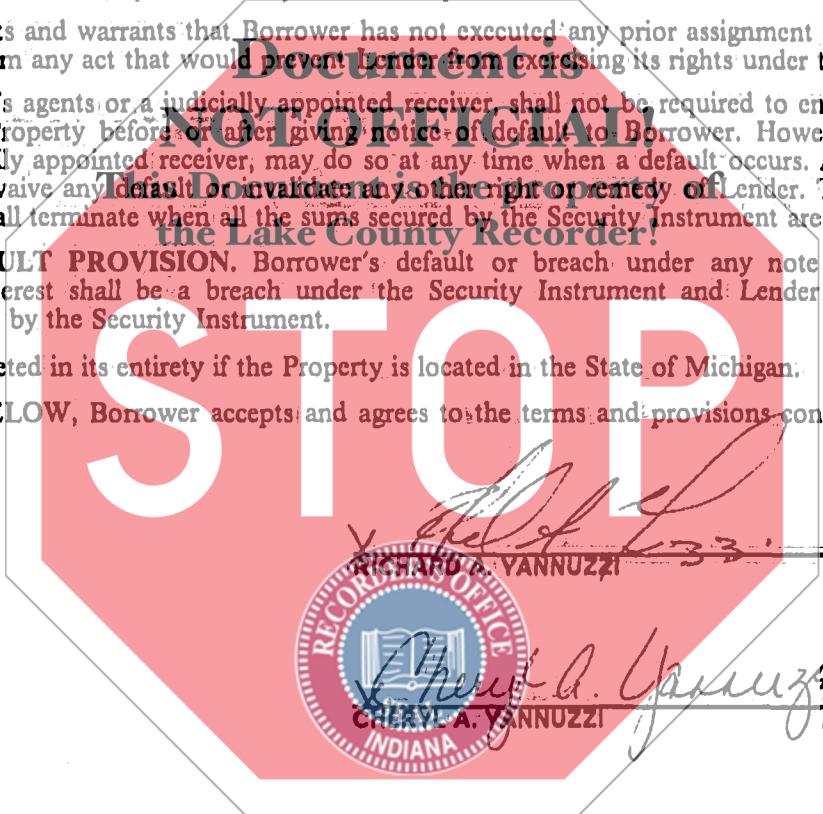 s and warrants that Borrower has not executed any prior assignment
m any act that would prevent Lender from exercising its rights under
Document is
's agents or a judicially appointed receiver, shall not be required to
NOT OFFICIAL!
roperty before or after giving notice of default to Borrower. Howe
ly appointed receiver, may do so at any time when a default occurs.
This Document is the property of
vaive any default or invalidate any other right or remedy of Lender.
all terminate when all the sums secured by the Security Instrument are
the Lake County Recorder!
ULT PROVISION. Borrower's default or breach under any note
erest shall be a breach under the Security Instrument and Lender
by the Security Instrument.
STOP
eted in its entirety if the Property is located in the State of Michigan.
LOW, Borrower accepts and agrees to the terms and provisions con
RICHARD A. YANNUZZI
RECORDER'S OFFICE
Cheryl A. Yannuzzi
CHERYL A. YANNUZZI
INDIANA